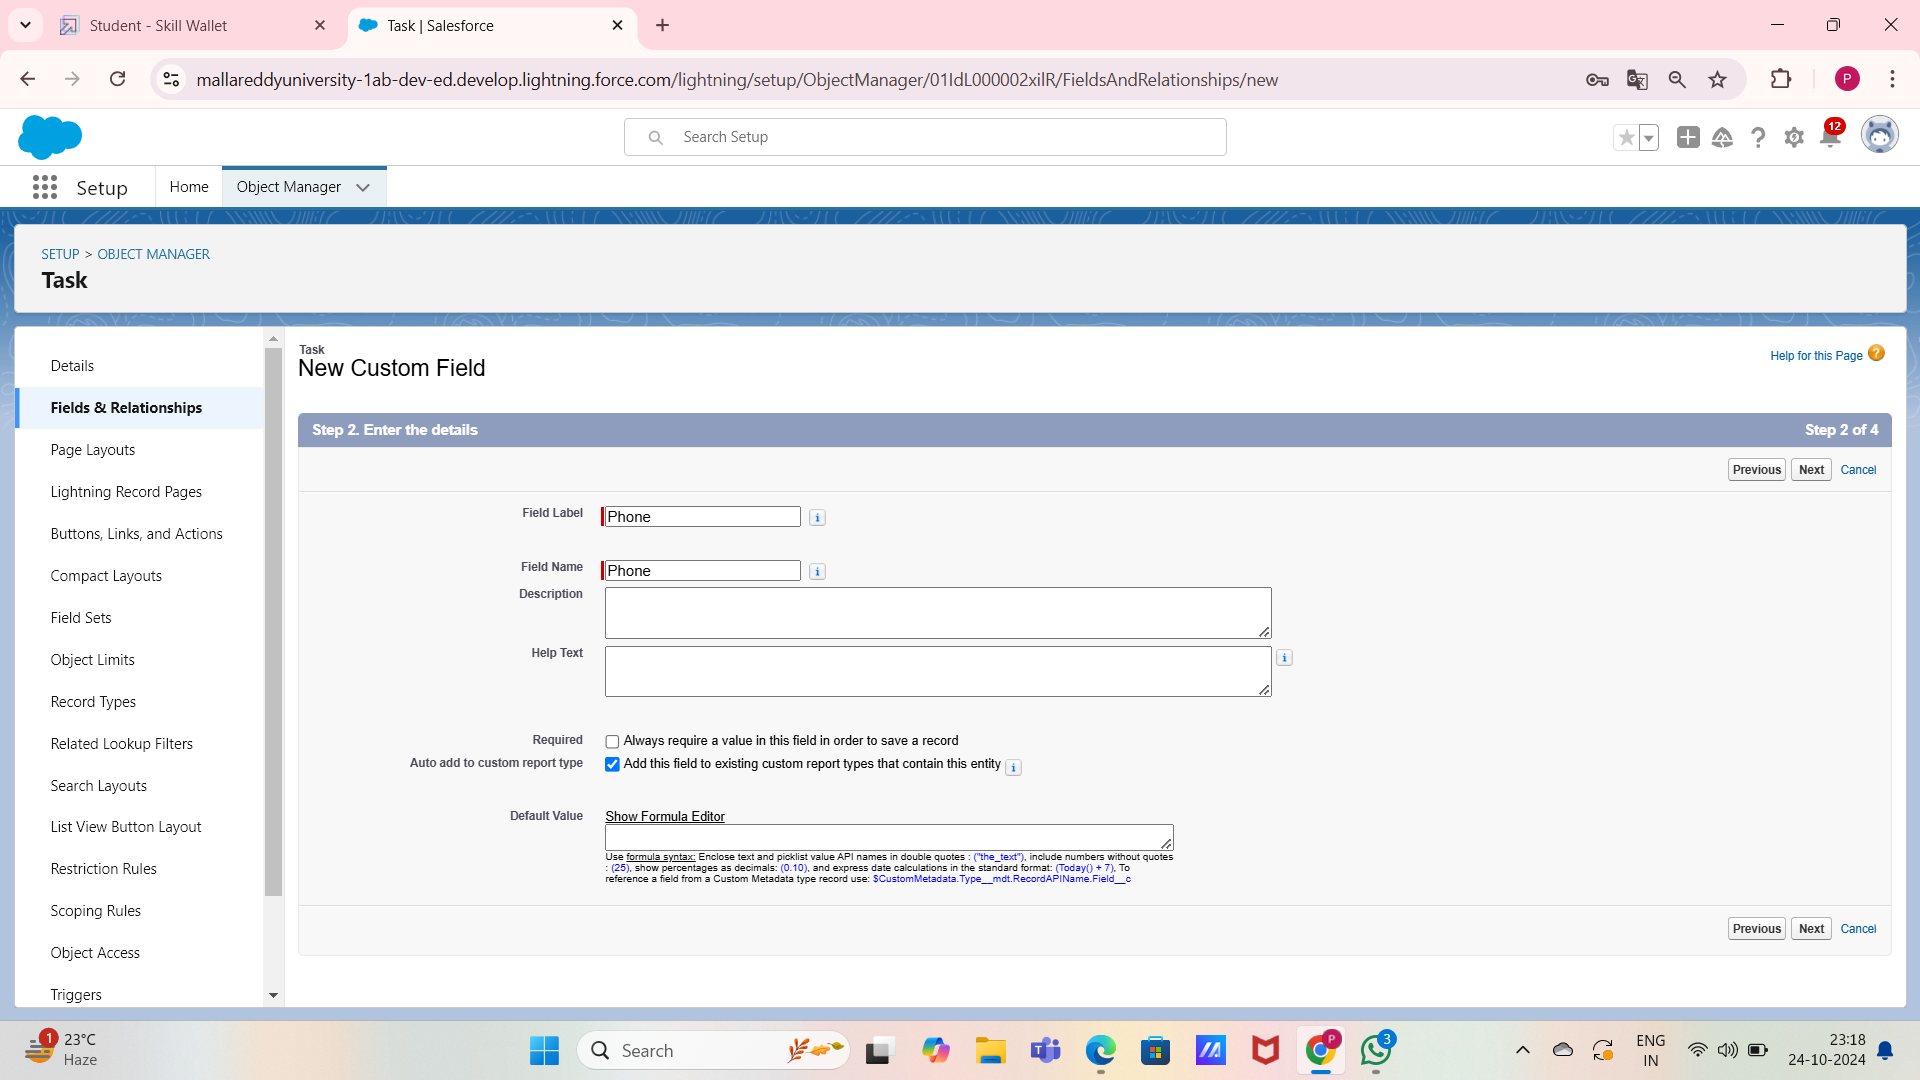 Student - Skill Wallet
Task | Salesforce
mallareddyuniversity-1ab-dev-ed.develop.lightning.force.com/lightning/setup/ObjectManager/01IdL000002xilR/FieldsAndRelationships/new
P
Search Setup
12
Setup
Home
Object Manager
SETUP > OBJECT MANAGER
Task
Details
Fields & Relationships
Page Layouts
Lightning Record Pages
Buttons, Links, and Actions
Compact Layouts
Field Sets
Object Limits
Record Types
Related Lookup Filters
Search Layouts
List View Button Layout
Restriction Rules
Scoping Rules
Object Access
Triggers
Task
New Custom Field
Help for this Page
Step 2. Enter the details
Step 2 of 4
Previous Next Cancel
Field Label Phone
Field Name Phone
Description
Help Text
Required Always require a value in this field in order to save a record
Auto add to custom report type Add this field to existing custom report types that contain this entity
Default Value Show Formula Editor
Use formula syntax: Enclose text and picklist value API names in double quotes : ("the_text"), include numbers without quotes
: (25), show percentages as decimals: (0.10), and express date calculations in the standard format: (Today() + 7), To
reference a field from a Custom Metadata type record use: $CustomMetadata.Type__mdt.RecordAPIName.Field__c
Previous Next Cancel
1
23°C
Haze
Search
P
3
ENG
IN
23:18
24-10-2024